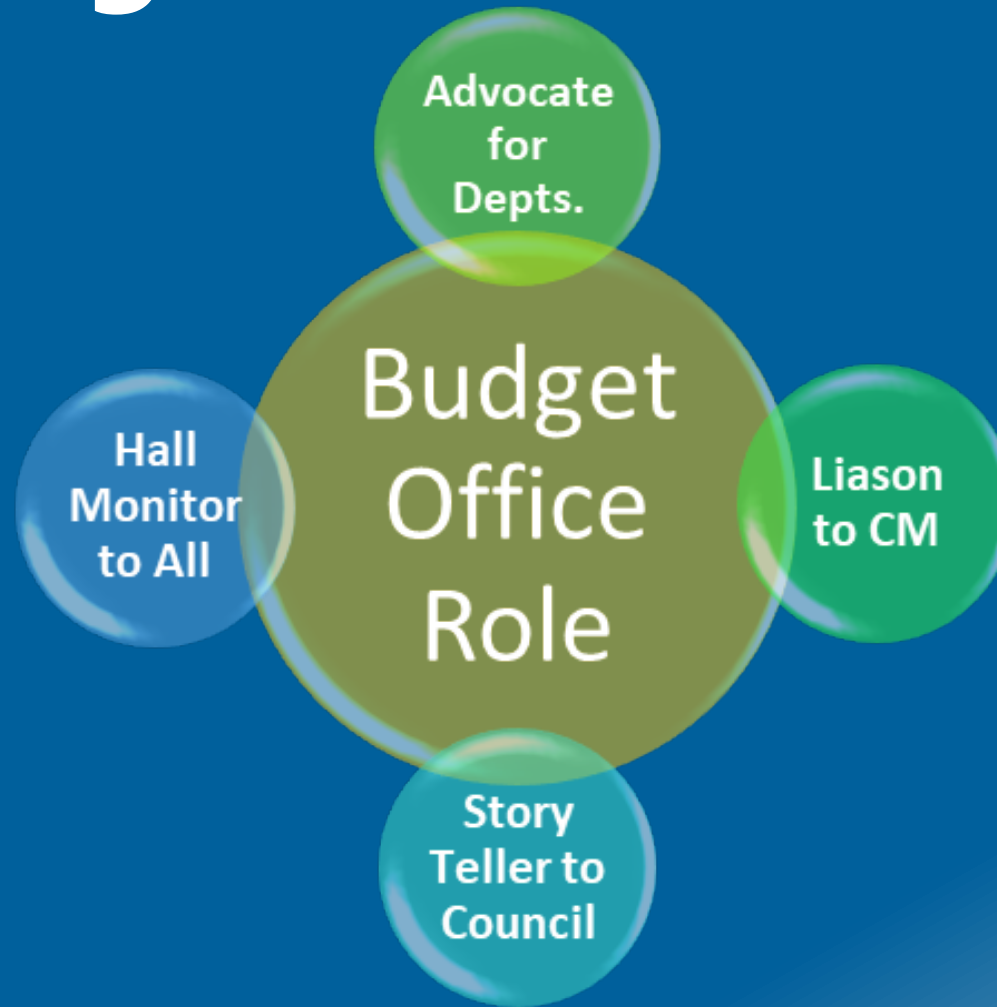 Advocate
for
Depts.
Budget
Office
Role
Hall
Monitor
to All
Liason
to CM
Story
Teller to
Council